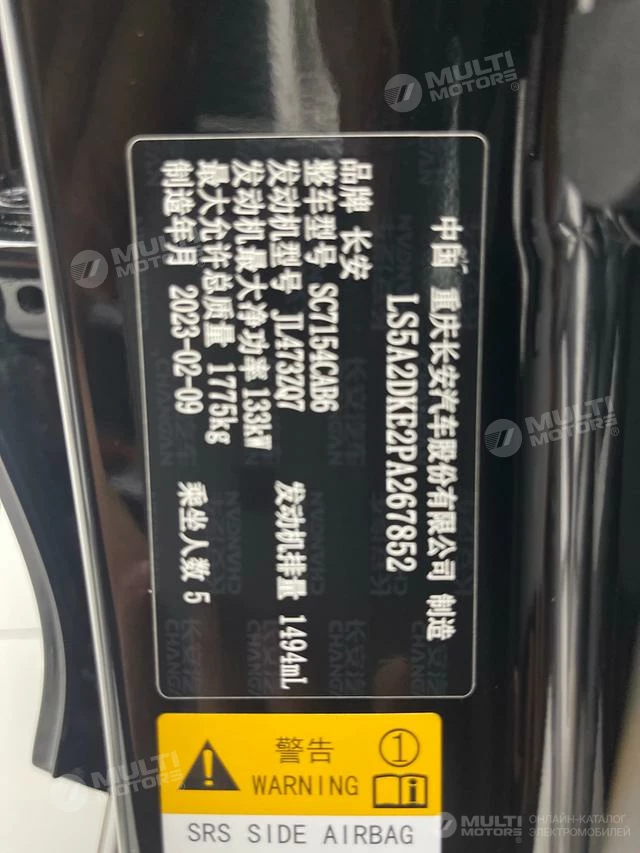 中国 重庆长安汽车股份有限公司 制造
LS5A2DKE2PA267852
品牌 长安
整车型号 SC7154CAB6
发动机型号 JL473ZQ7 发动机排量 1494mL
发动机最大净功率 133kW
最大允许总质量 1775kg 乘坐人数 5
制造年月 2023-02-09
警告 ①
WARNING
SRS SIDE AIRBAG
MULTI
MOTORS®
MULTI
MOTORS®
MULTI
MOTORS®
MULTI
MOTORS
MULTI
MOTORS®
ОНЛАЙН-КАТАЛОГ
ЭЛЕКТРОМОБИЛЕЙ